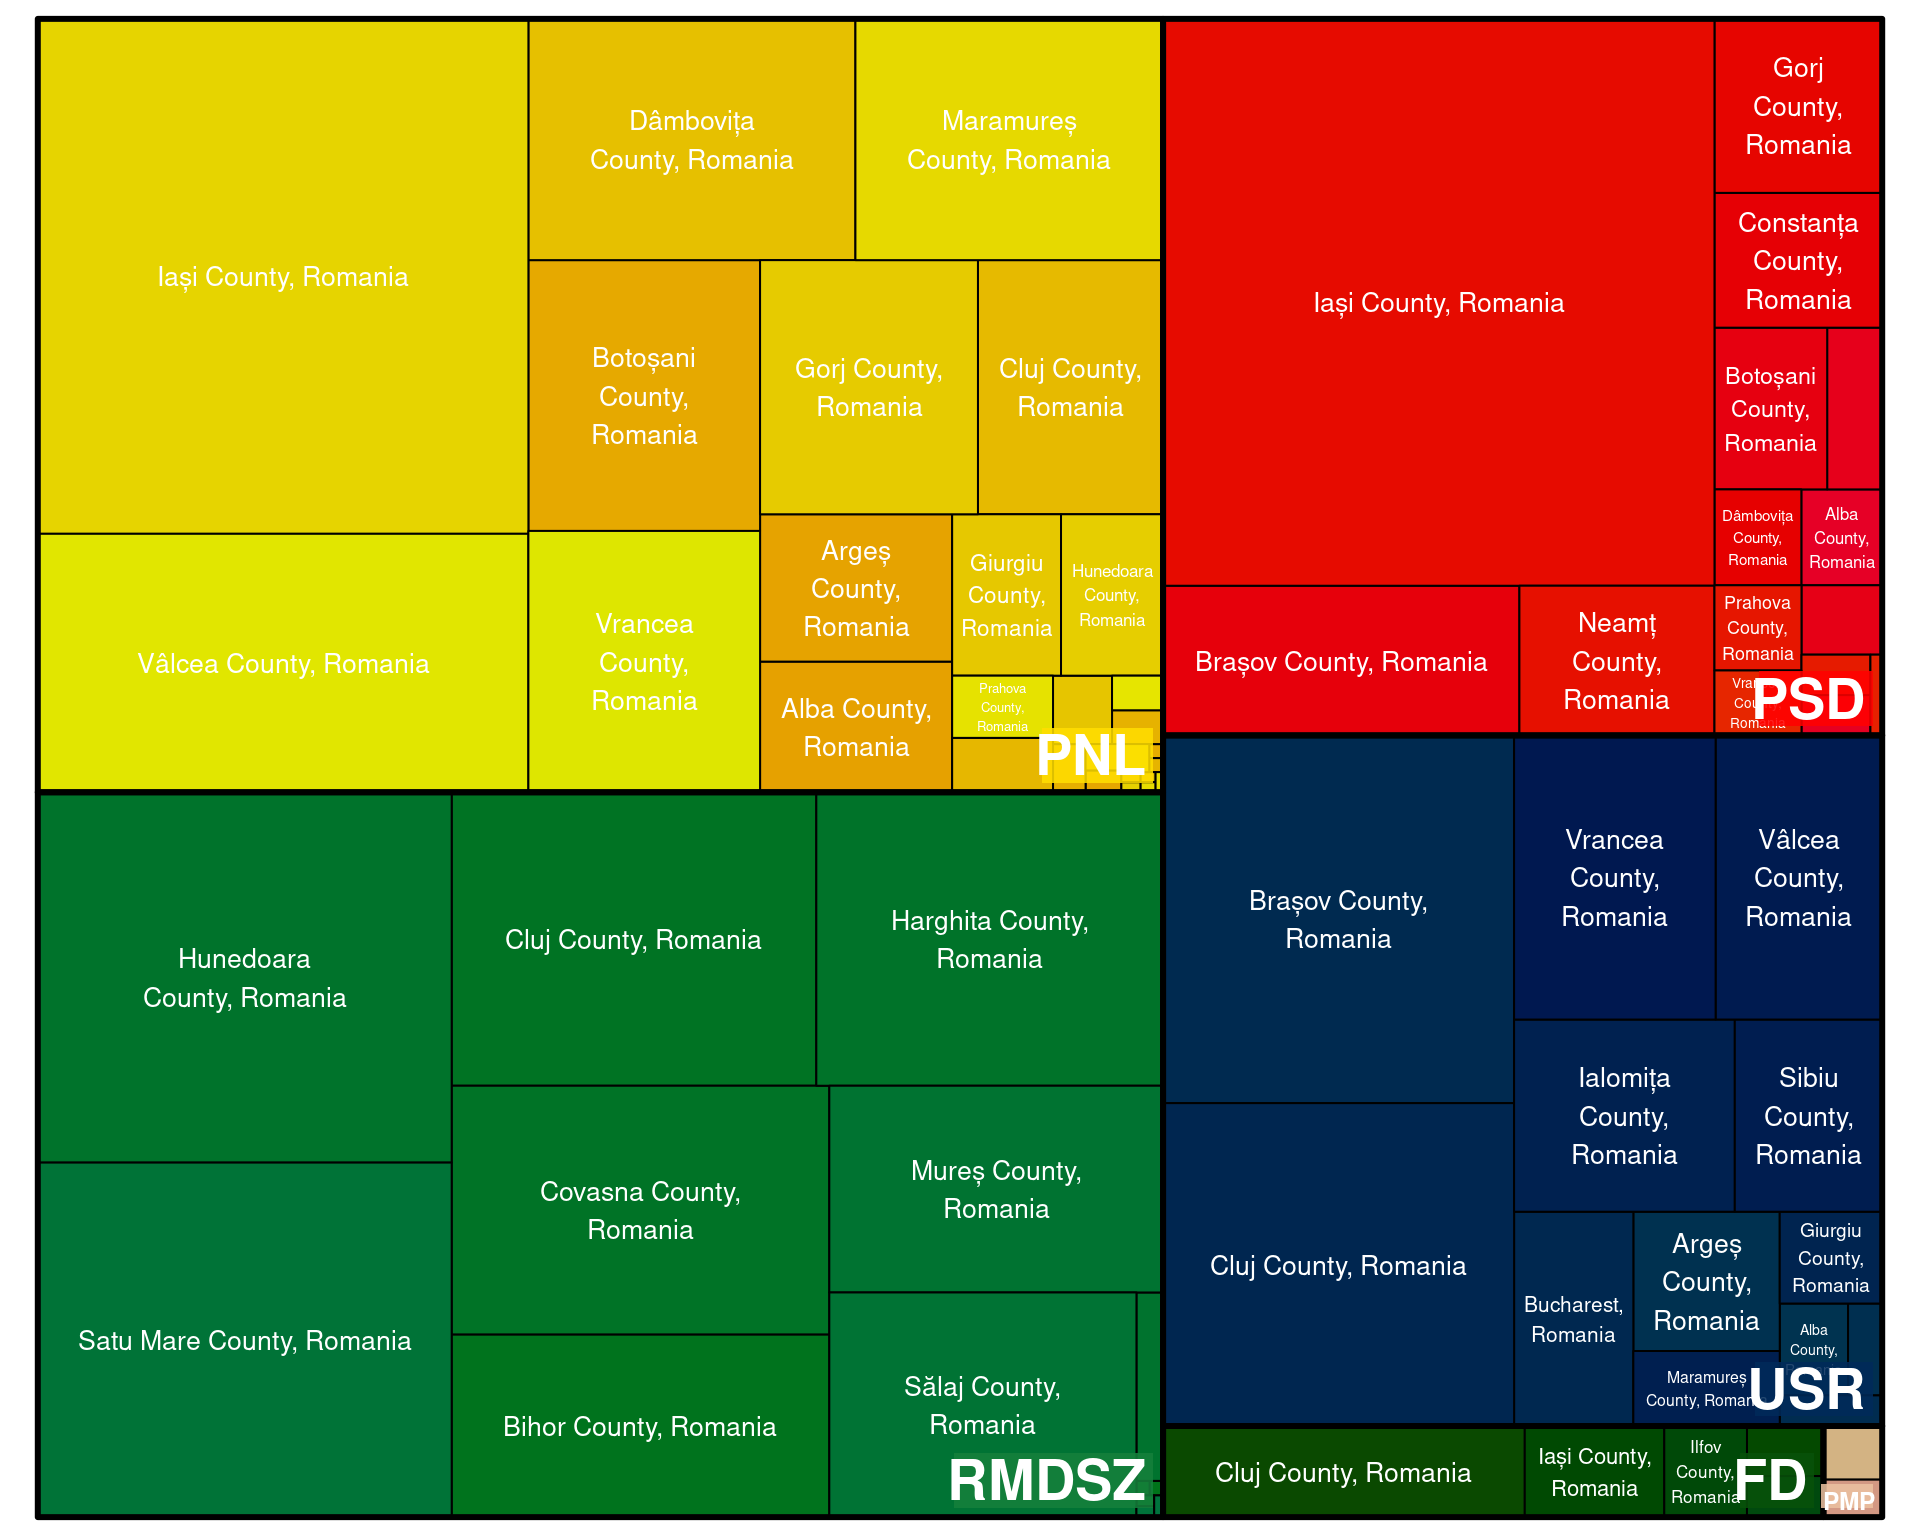 Iași County, Romania
Vâlcea County, Romania
Dâmbovița
County, Romania
Maramureș
County, Romania
Botoșani
County,
Romania
Gorj County,
Romania
Cluj County,
Romania
Vrancea
County,
Romania
Argeș
County,
Romania
Alba County,
Romania
Giurgiu
County,
Romania
Hunedoara
County,
Romania
Prahova
County,
Romania
PNL
Iași County, Romania
Gorj
County,
Romania
Constanța
County,
Romania
Botoșani
County,
Romania
Dâmbovița
County,
Romania
Alba
County,
Romania
Brașov County, Romania
Neamț
County,
Romania
Prahova
County,
Romania
Vrancea
County,
Romania
PSD
Hunedoara
County, Romania
Satu Mare County, Romania
Cluj County, Romania
Harghita County,
Romania
Covasna County,
Romania
Mureș County,
Romania
Bihor County, Romania
Sălaj County,
Romania
RMDSZ
Brașov County,
Romania
Cluj County, Romania
Vrancea
County,
Romania
Vâlcea
County,
Romania
Ialomița
County,
Romania
Sibiu
County,
Romania
Bucharest,
Romania
Argeș
County,
Romania
Giurgiu
County,
Romania
Maramureș
County, Romania
Alba
County,
USR
Cluj County, Romania
Iași County,
Romania
Ilfov
County,
Romania
FD
PMP